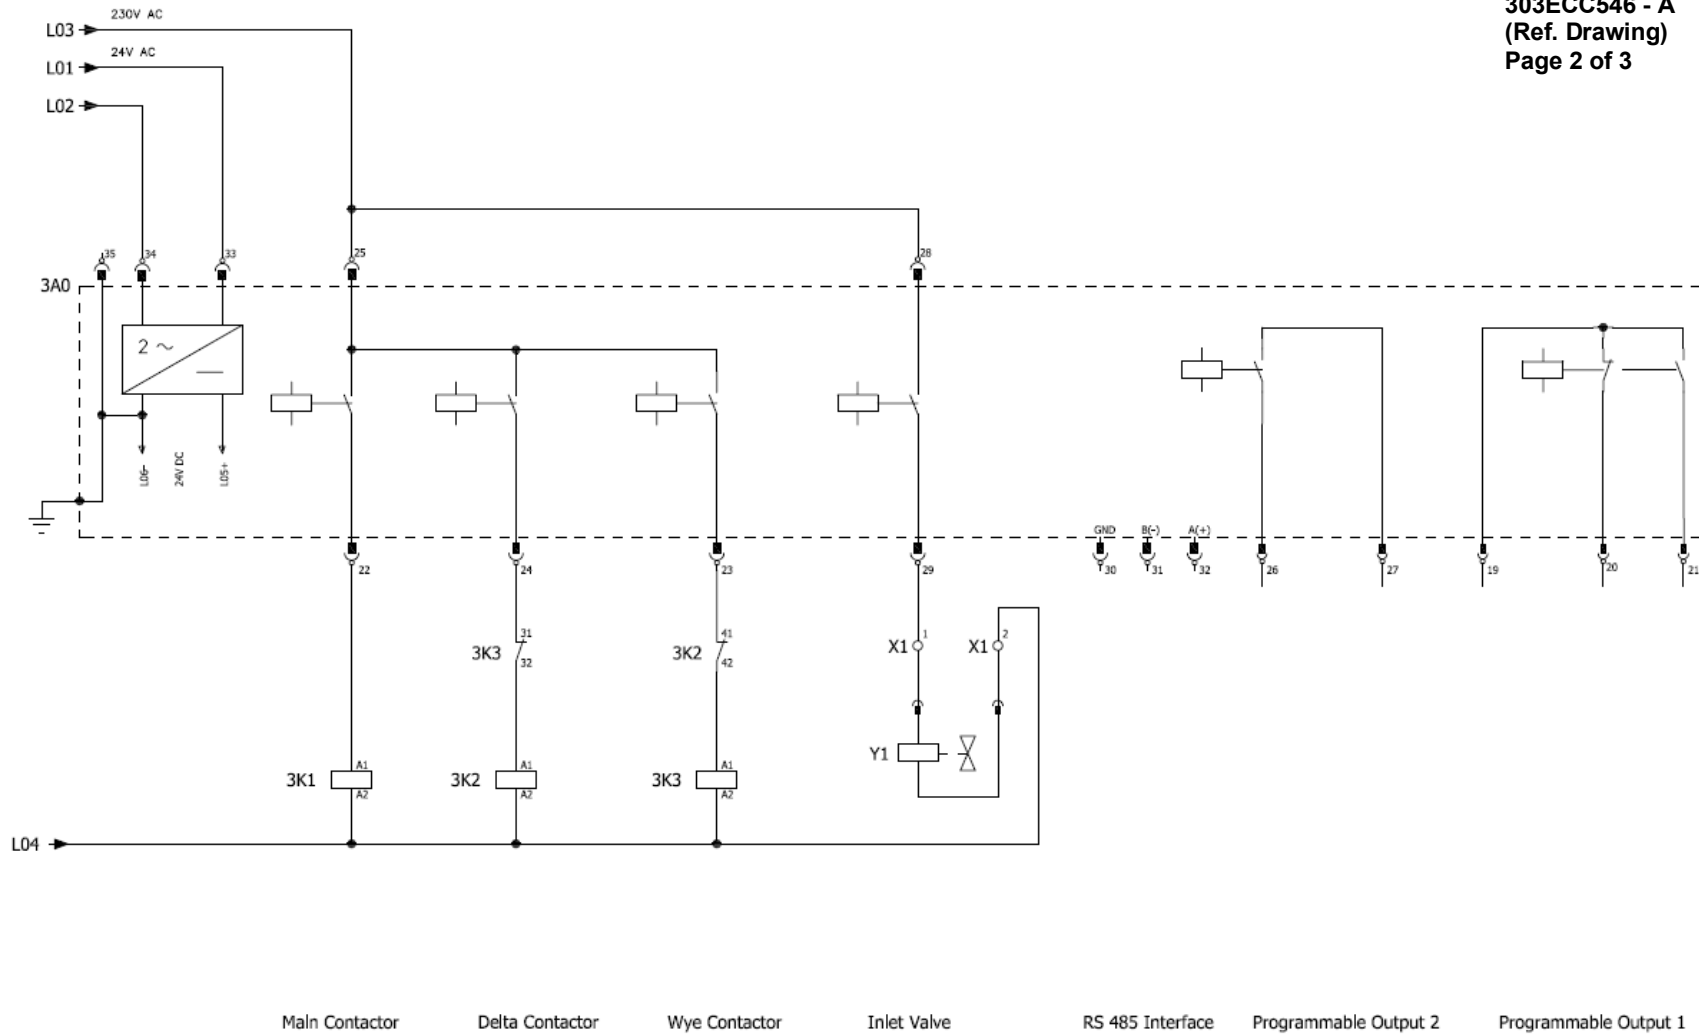 303ECC546 - A
(Ref. Drawing)
Page 2 of 3
230V AC
L03
24V AC
L01
L02
35
34
33
25
28
3A0
2 ~
L06-
24V DC
L05+
GND
B(-)
A(+)
22
24
23
29
30
31
32
26
27
19
20
21
31
3K3
32
41
3K2
42
X1
1
X1
2
Y1
3K1
A1
A2
3K2
A1
A2
3K3
A1
A2
L04
Main Contactor
Delta Contactor
Wye Contactor
Inlet Valve
RS 485 Interface
Programmable Output 2
Programmable Output 1